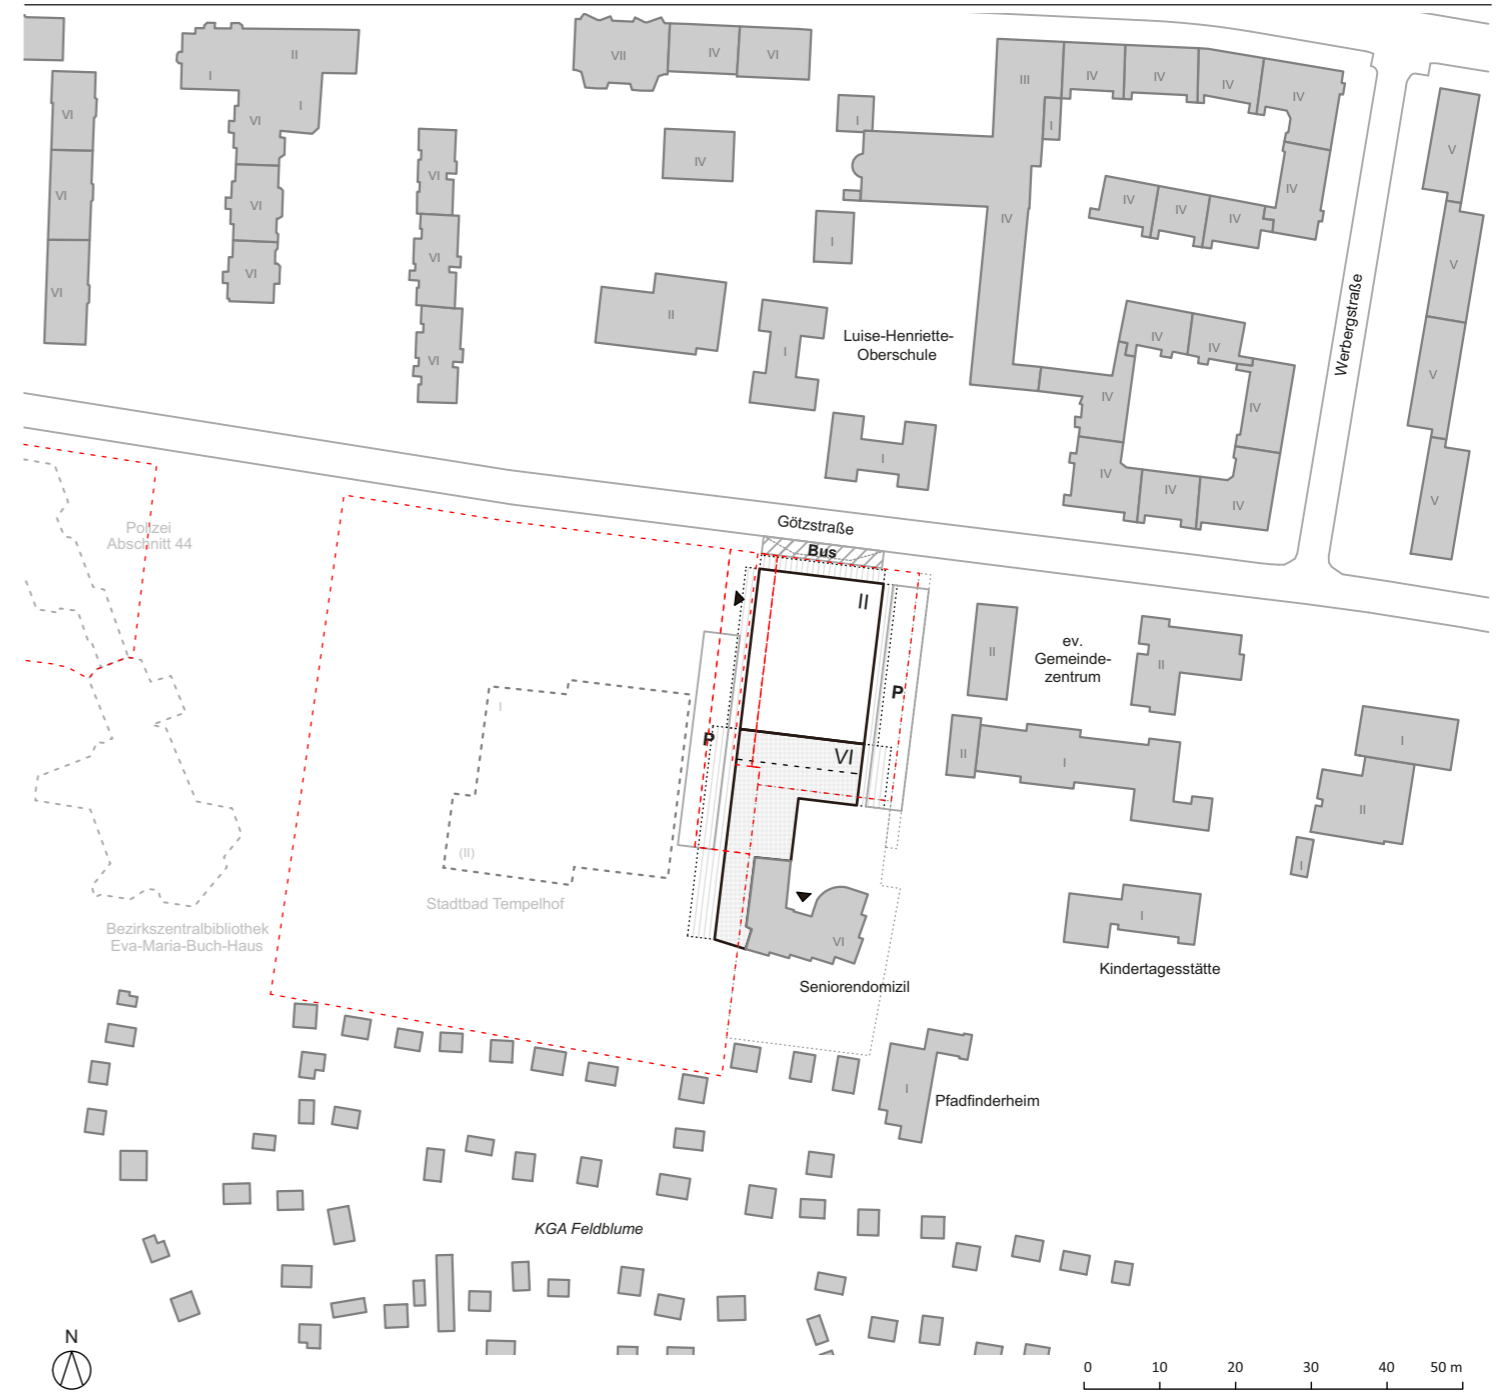 II
I
I
VI
VI
VI
VI
VI
VI
VI
VI
VI
VII
IV
VI
IV
I
I
II
I
I
Luise-Henriette-
Oberschule
III
IV
IV
IV
IV
IV
I
IV
IV
IV
IV
IV
IV
IV
IV
IV
IV
IV
IV
Werbergstraße
V
V
V
V
Götzstraße
Bus
Polizei
Abschnitt 44
II
P
VI
P
I
(II)
Stadtbad Tempelhof
Bezirkszentralbibliothek
Eva-Maria-Buch-Haus
VI
Seniorendomizil
II
ev.
Gemeinde-
zentrum
II
II
I
I
II
I
I
Kindertagesstätte
I
Pfadfinderheim
KGA Feldblume
N
0 10 20 30 40 50 m